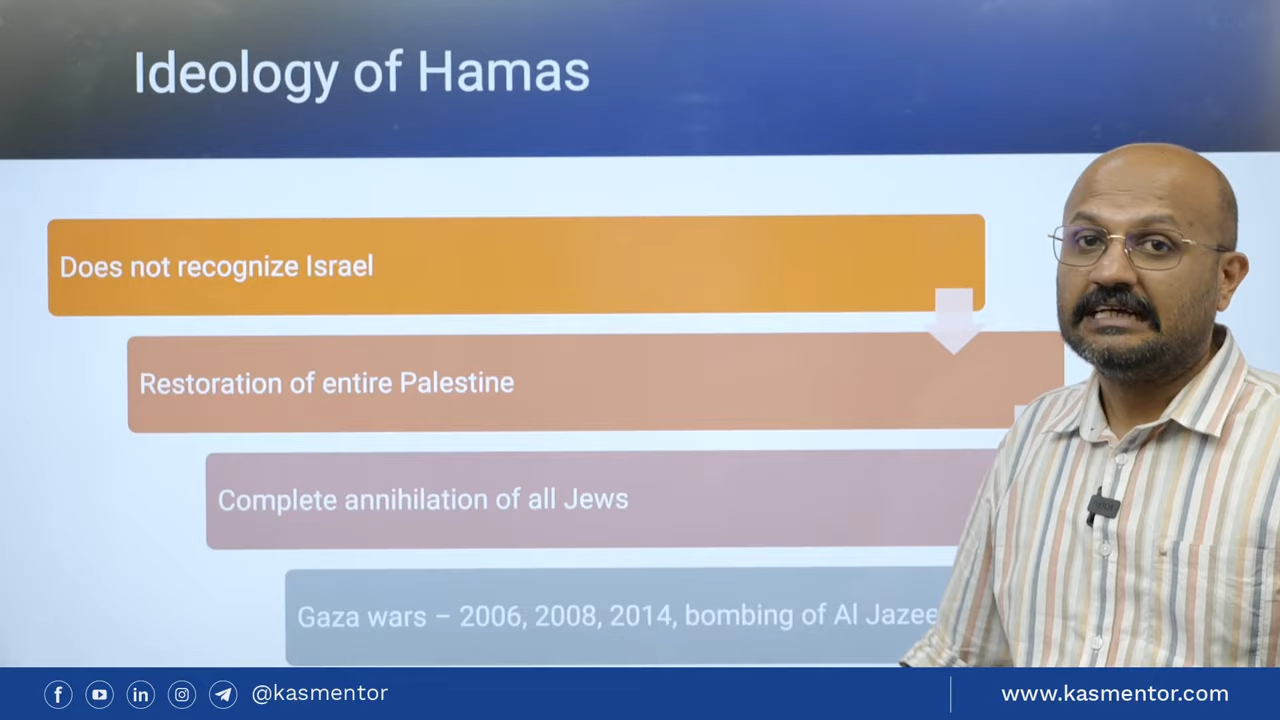 Ideology of Hamas
Does not recognize Israel
Restoration of entire Palestine
Complete annihilation of all Jews
Gaza wars – 2006, 2008, 2014, bombing of Al
@kasmentor
www.kasmentor.com